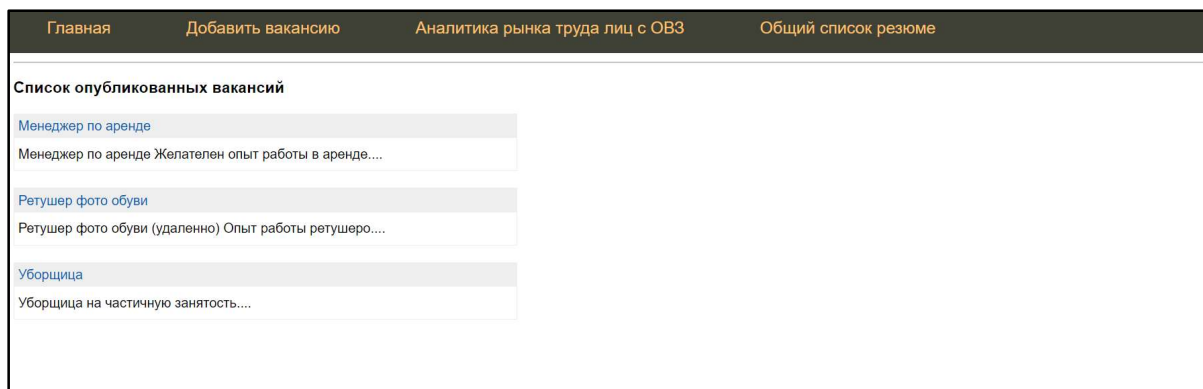 Главная Добавить вакансию Аналитика рынка труда лиц с ОВЗ Общий список резюме
Список опубликованных вакансий
Менеджер по аренде
Менеджер по аренде Желателен опыт работы в аренде....
Ретушер фото обуви
Ретушер фото обуви (удаленно) Опыт работы ретушеро....
Уборщица
Уборщица на частичную занятость....